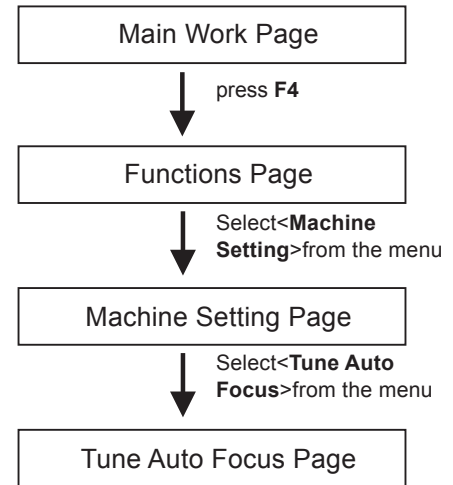 Main Work Page
press F4
Functions Page
Select<Machine
Setting>from the menu
Machine Setting Page
Select<Tune Auto
Focus>from the menu
Tune Auto Focus Page